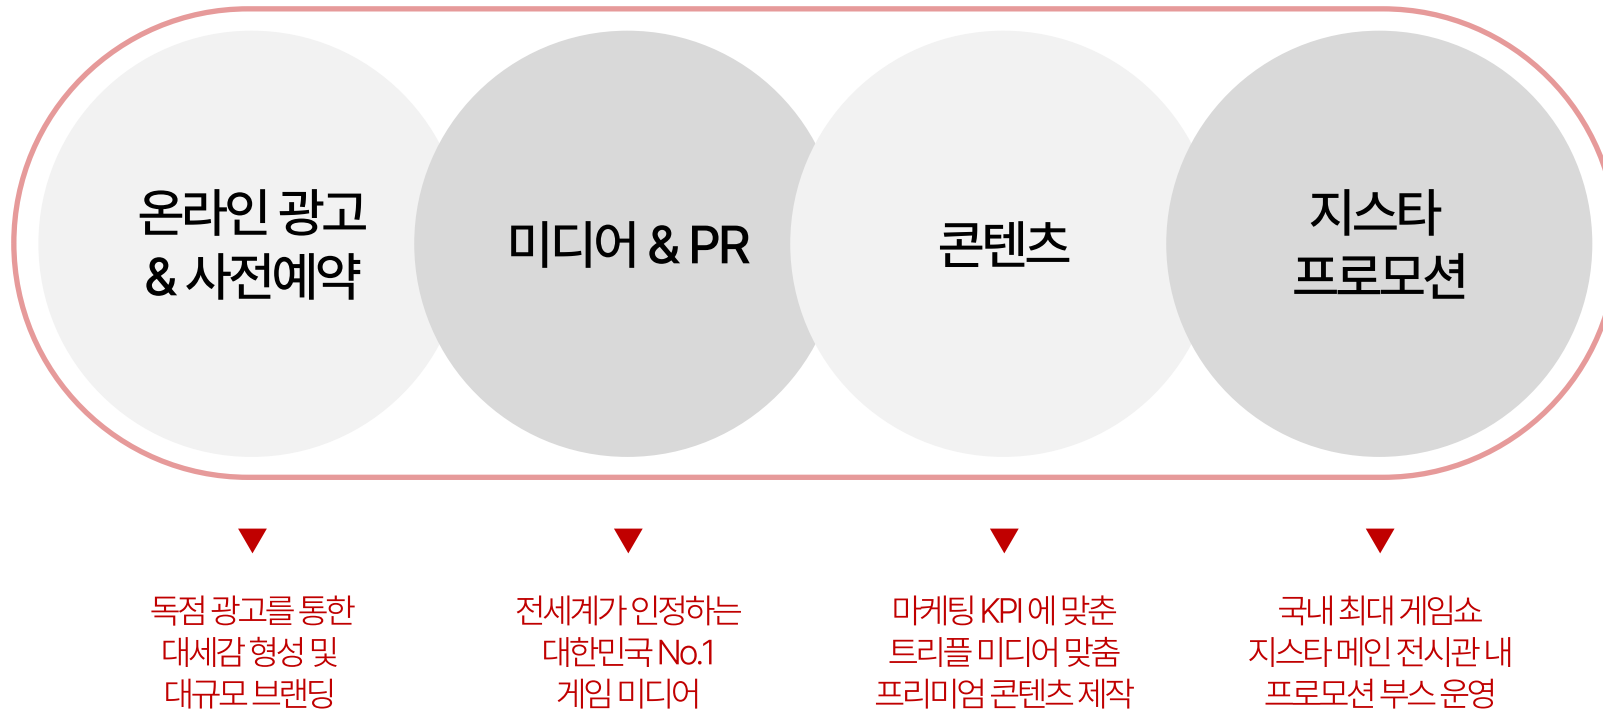 온라인 광고
& 사전예약
미디어 & PR
콘텐츠
지스타
프로모션
독점 광고를 통한
대세감 형성 및
대규모 브랜딩
전세계가 인정하는
대한민국 No.1
게임 미디어
마케팅 KPI 에 맞춘
트리플 미디어 맞춤
프리미엄 콘텐츠 제작
국내 최대 게임쇼
지스타 메인 전시관 내
프로모션 부스 운영